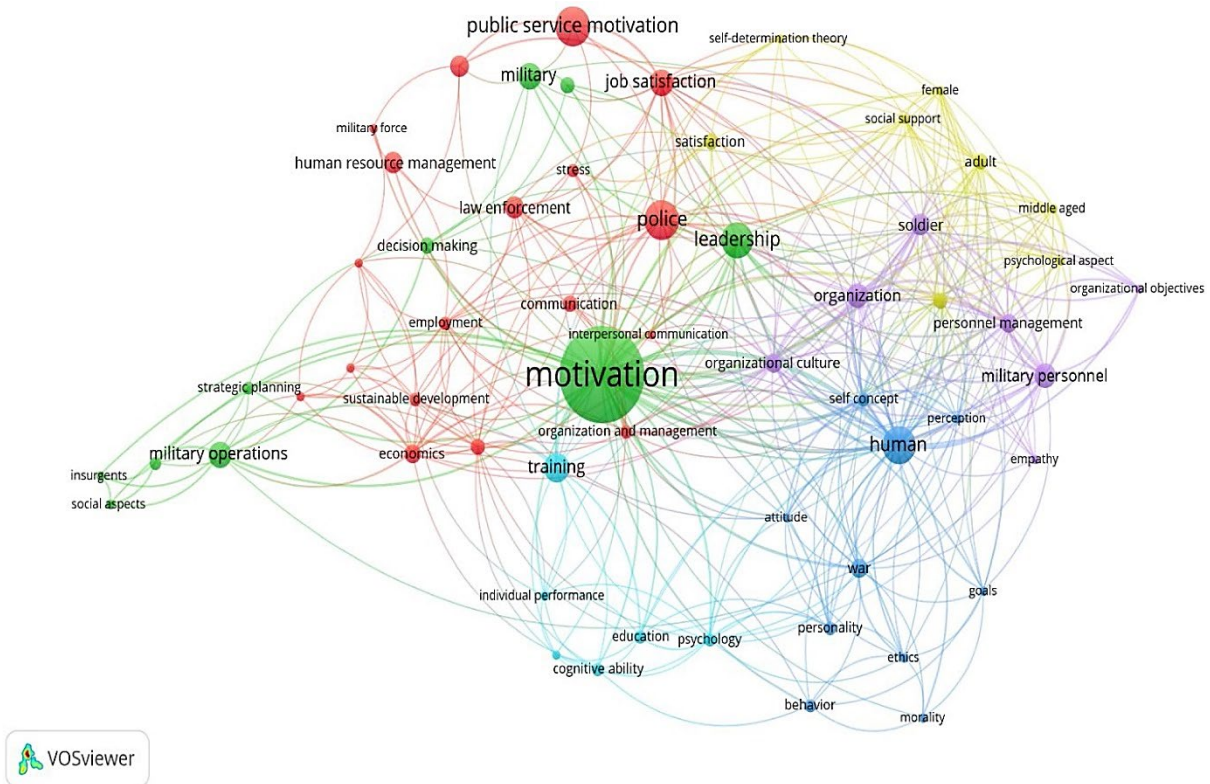 public service motivation
self-determination theory
military
job satisfaction
female
social support
military force
satisfaction
human resource management
stress
adult
law enforcement
middle aged
police
soldier
leadership
decision making
psychological aspect
organizational objectives
organization
communication
employment
personnel management
interpersonal communication
organizational culture
motivation
military personnel
strategic planning
sustainable development
self concept
perception
organization and management
human
military operations
economics
training
empathy
insurgents
social aspects
attitude
war
individual performance
goals
education
psychology
personality
cognitive ability
ethics
behavior
morality
VOSviewer